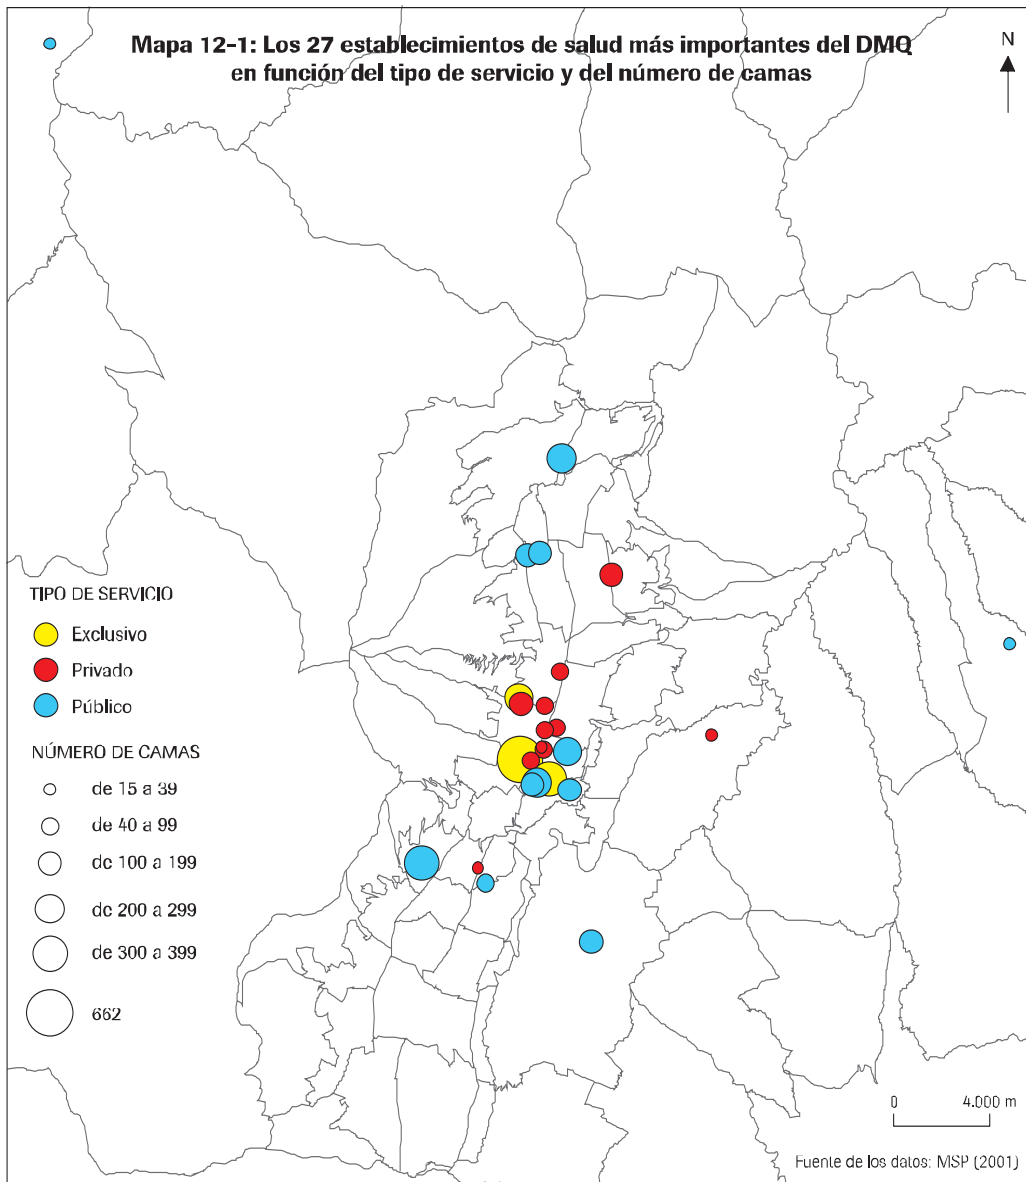 Mapa 12-1: Los 27 establecimientos de salud más importantes del DMQ
en función del tipo de servicio y del número de camas
N
TIPO DE SERVICIO
Exclusivo
Privado
Público
NÚMERO DE CAMAS
de 15 a 39
de 40 a 99
de 100 a 199
de 200 a 299
de 300 a 399
662
0 4.000 m
Fuente de los datos: MSP (2001)